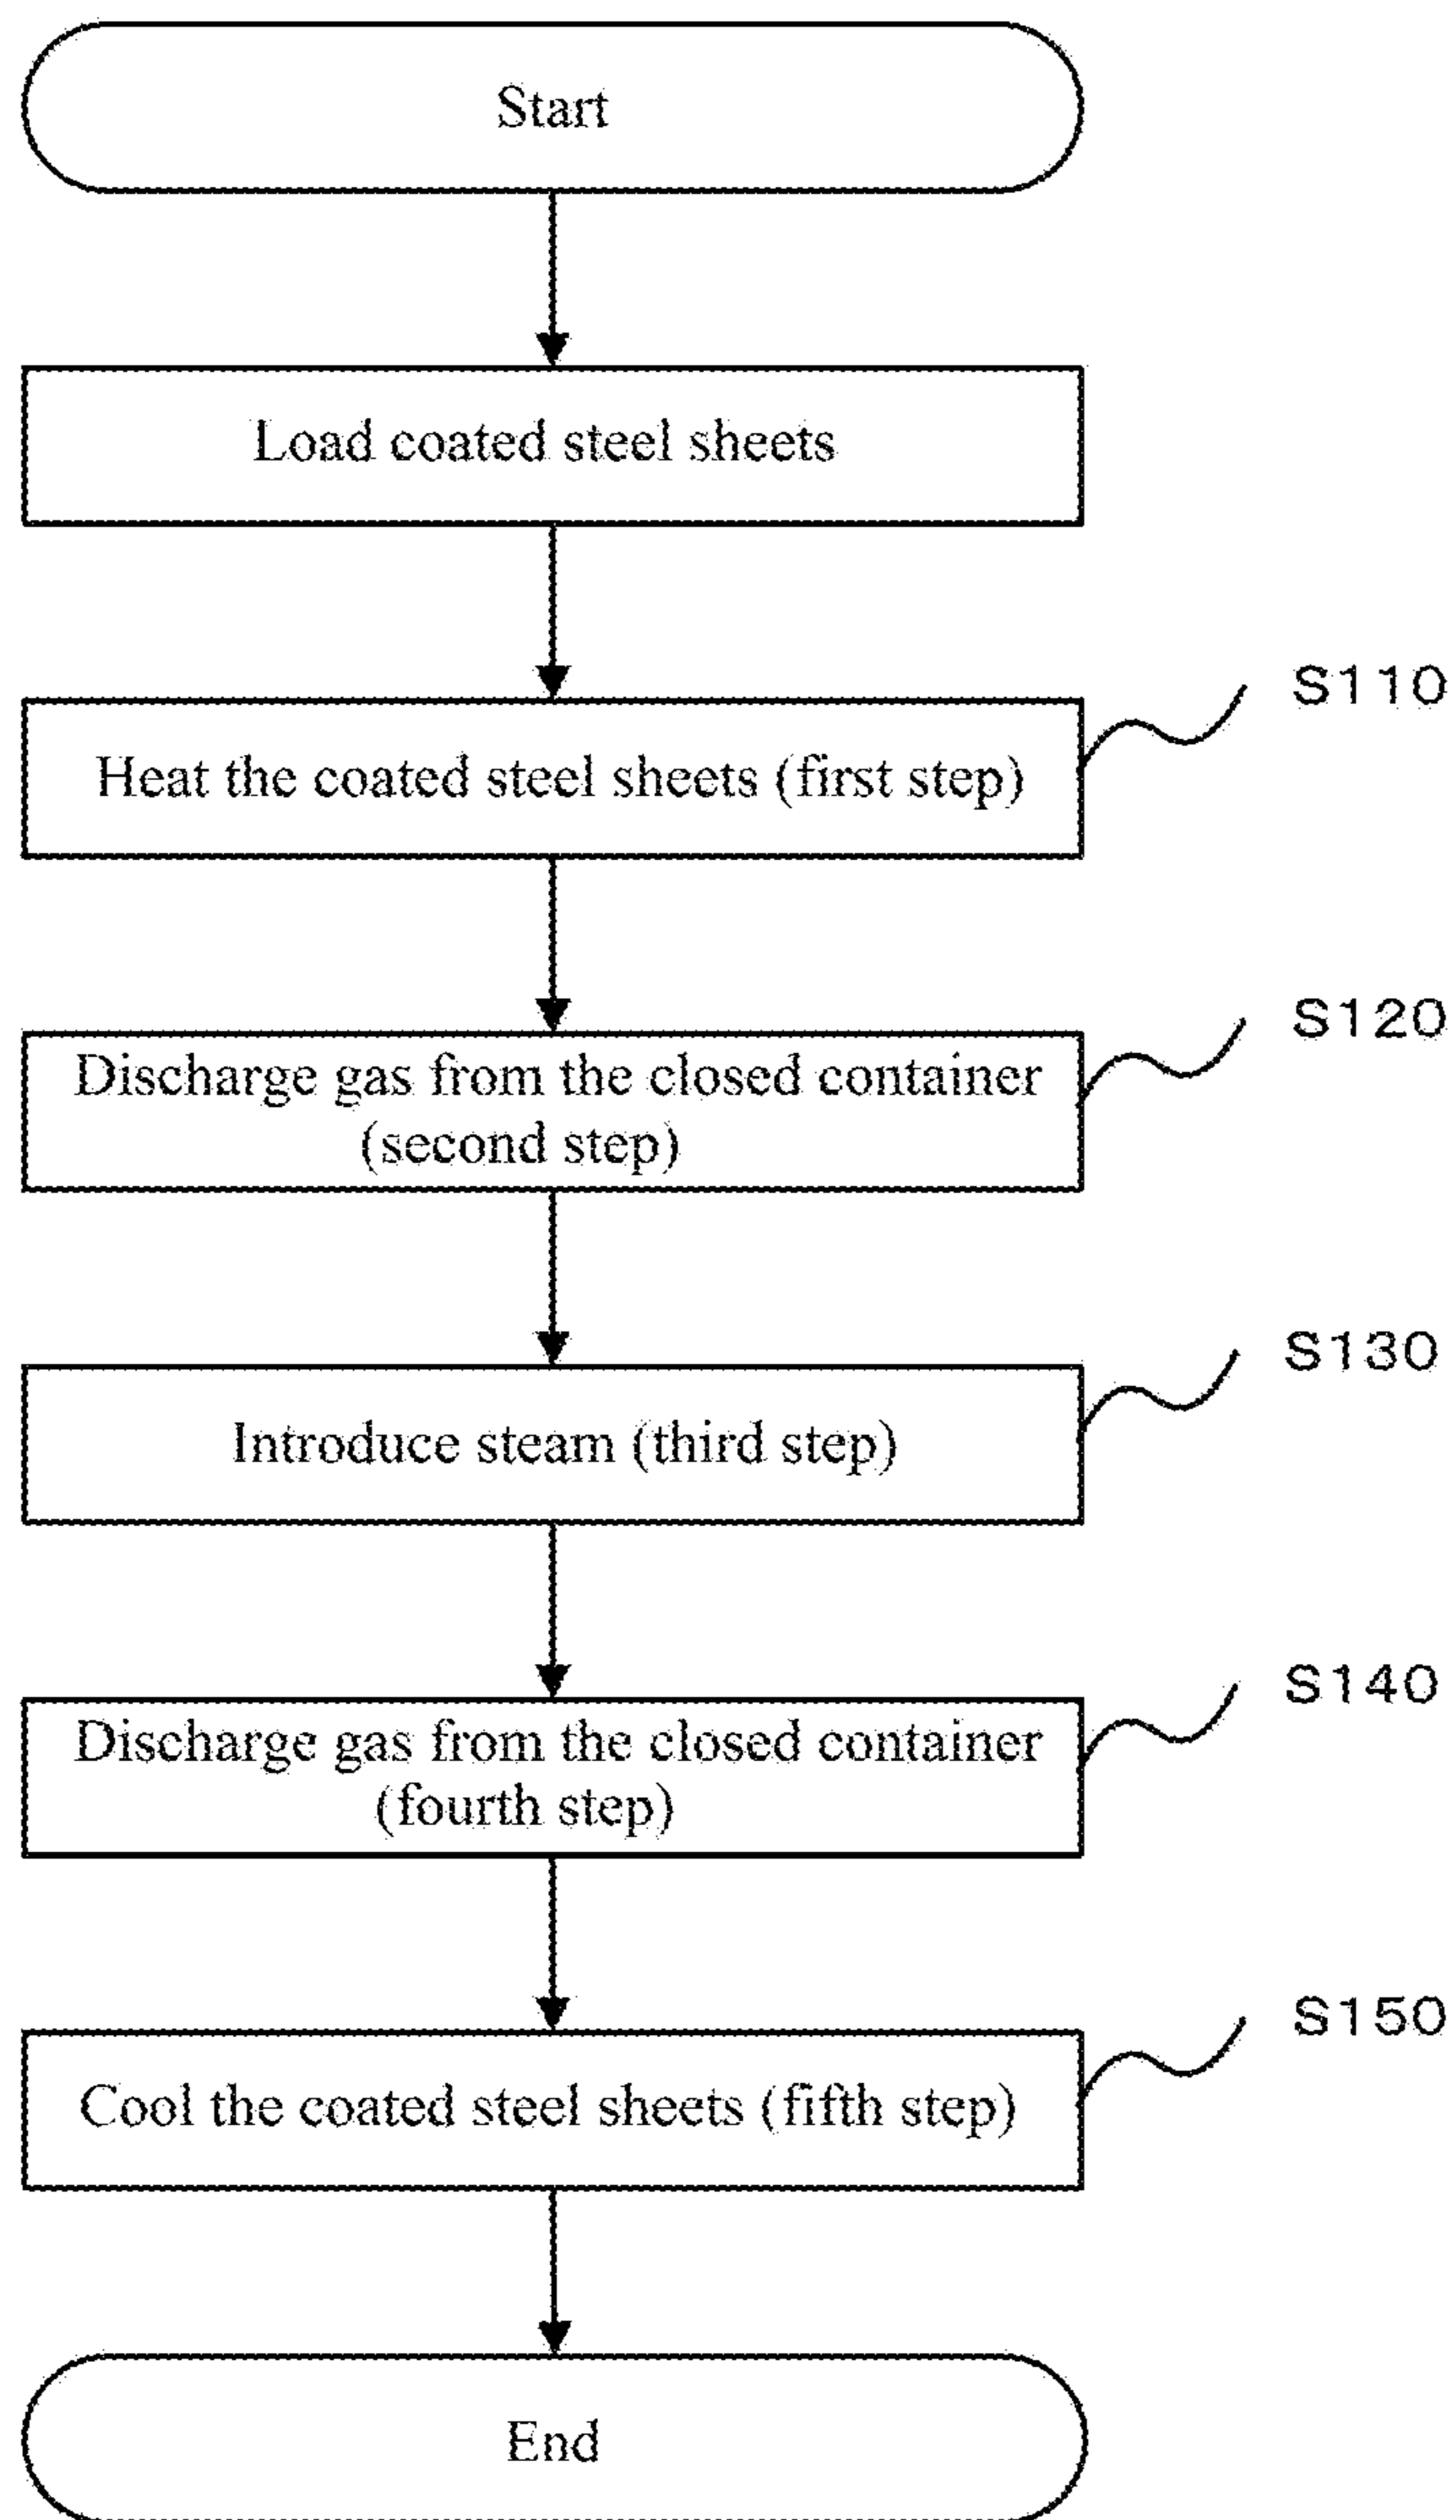 Start
Load coated steel sheets
S110
Heat the coated steel sheets (first step)
S120
Discharge gas from the closed container
(second step)
S130
Introduce steam (third step)
S140
Discharge gas from the closed container
(fourth step)
S150
Cool the coated steel sheets (fifth step)
End